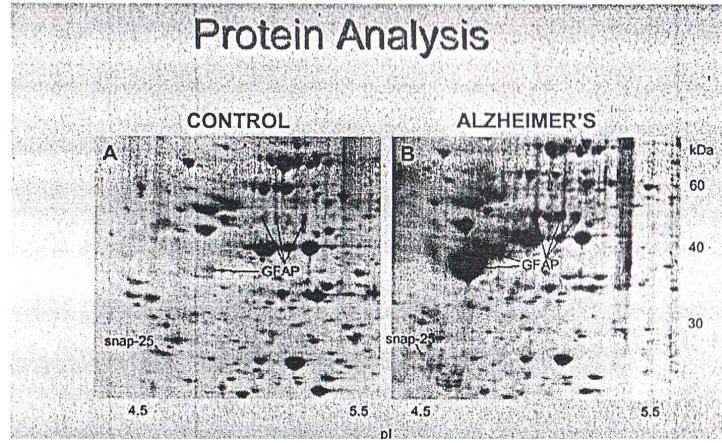 Protein Analysis
CONTROL
ALZHEIMER'S
A
B
kDa
60
40
30
GFAP
GFAP
snap-25
snap-25
4.5
5.5
4.5
5.5
pI